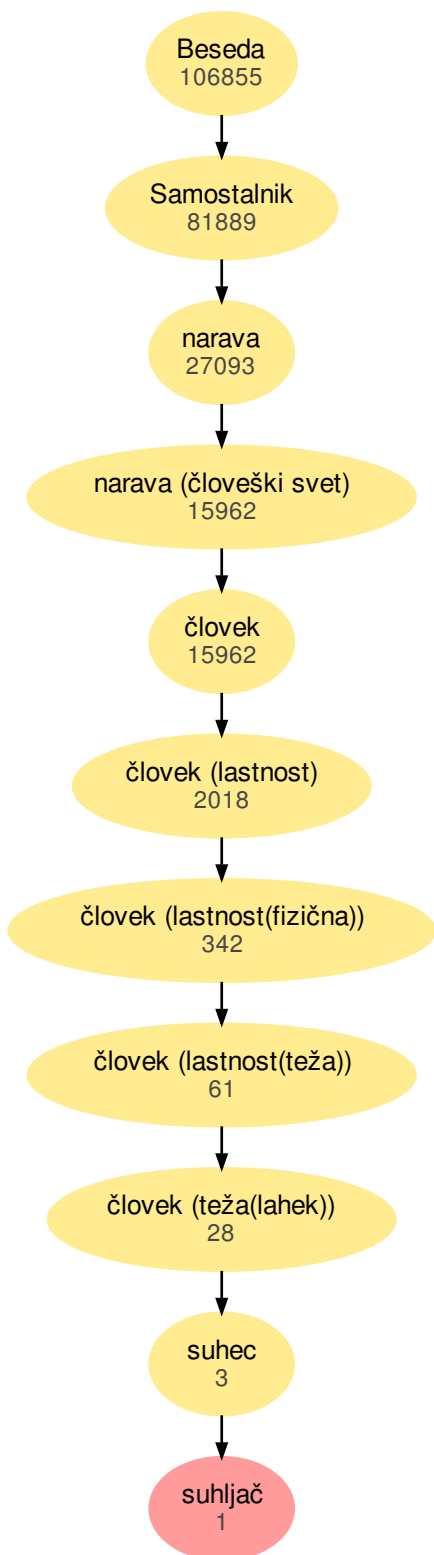 Beseda
106855
Samostalnik
81889
narava
27093
narava (človeški svet)
15962
človek
15962
človek (lastnost)
2018
človek (lastnost(fizična))
342
človek (lastnost(teža))
61
človek (teža(lahek))
28
suhec
3
suhljač
1